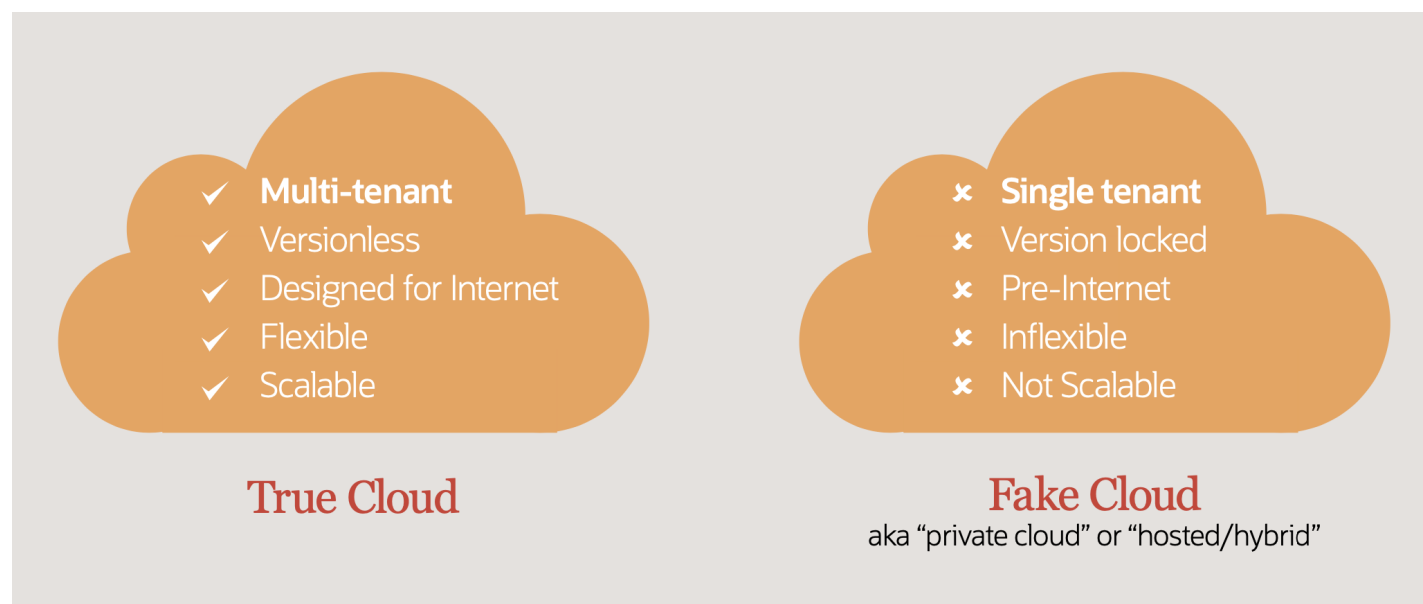 Multi-tenant
Versionless
Designed for Internet
Flexible
Scalable
True Cloud
Single tenant
Version locked
Pre-Internet
Inflexible
Not Scalable
Fake Cloud
aka “private cloud” or “hosted/hybrid”